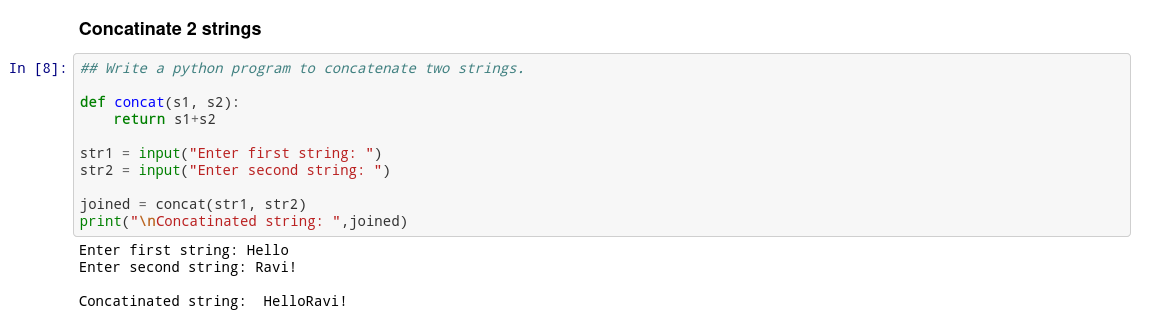 Concatinate 2 strings
In [8]:
## Write a python program to concatenate two strings.
def concat(s1, s2):
    return s1+s2
str1 = input("Enter first string: ")
str2 = input("Enter second string: ")
joined = concat(str1, str2)
print("\nConcatinated string: ",joined)
Enter first string: Hello
Enter second string: Ravi!
Concatinated string:  HelloRavi!